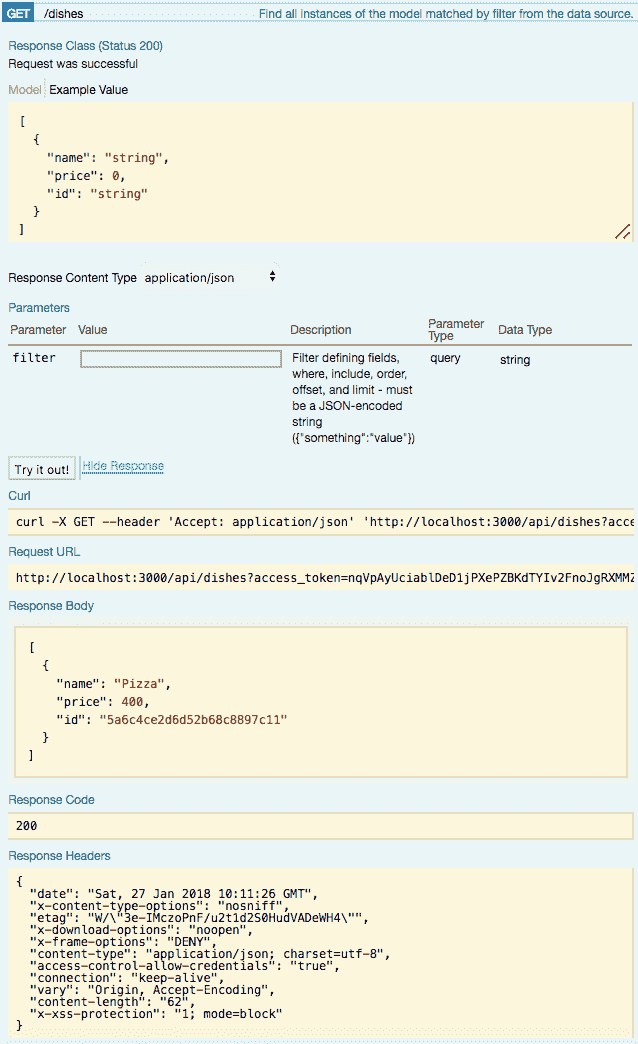 GET /dishes Find all instances of the model matched by filter from the data source.
Response Class (Status 200)
Request was successful
Model Example Value
[
{
"name": "string",
"price": 0,
"id": "string"
}
]
Response Content Type application/json
Parameters
Parameter Value Description Parameter Type Data Type
filter Filter defining fields, query string
where, include, order,
offset, and limit - must
be a JSON-encoded
string
({"something":"value"})
Try it out! Hide Response
Curl
curl -X GET --header 'Accept: application/json' 'http://localhost:3000/api/dishes?acce
Request URL
http://localhost:3000/api/dishes?access_token=nqVpAyUciablDeD1jPXePZBKdTYIv2FnoJgRXMMZ
Response Body
[
{
"name": "Pizza",
"price": 400,
"id": "5a6c4ce2d6d52b68c8897c11"
}
]
Response Code
200
Response Headers
{
"date": "Sat, 27 Jan 2018 10:11:26 GMT",
"x-content-type-options": "nosniff",
"etag": "W/\"3e-IMczoPnF/u2t1d2S0HudVADeWH4\"",
"x-download-options": "noopen",
"x-frame-options": "DENY",
"content-type": "application/json; charset=utf-8",
"access-control-allow-credentials": "true",
"connection": "keep-alive",
"vary": "Origin, Accept-Encoding",
"content-length": "62",
"x-xss-protection": "1; mode=block"
}